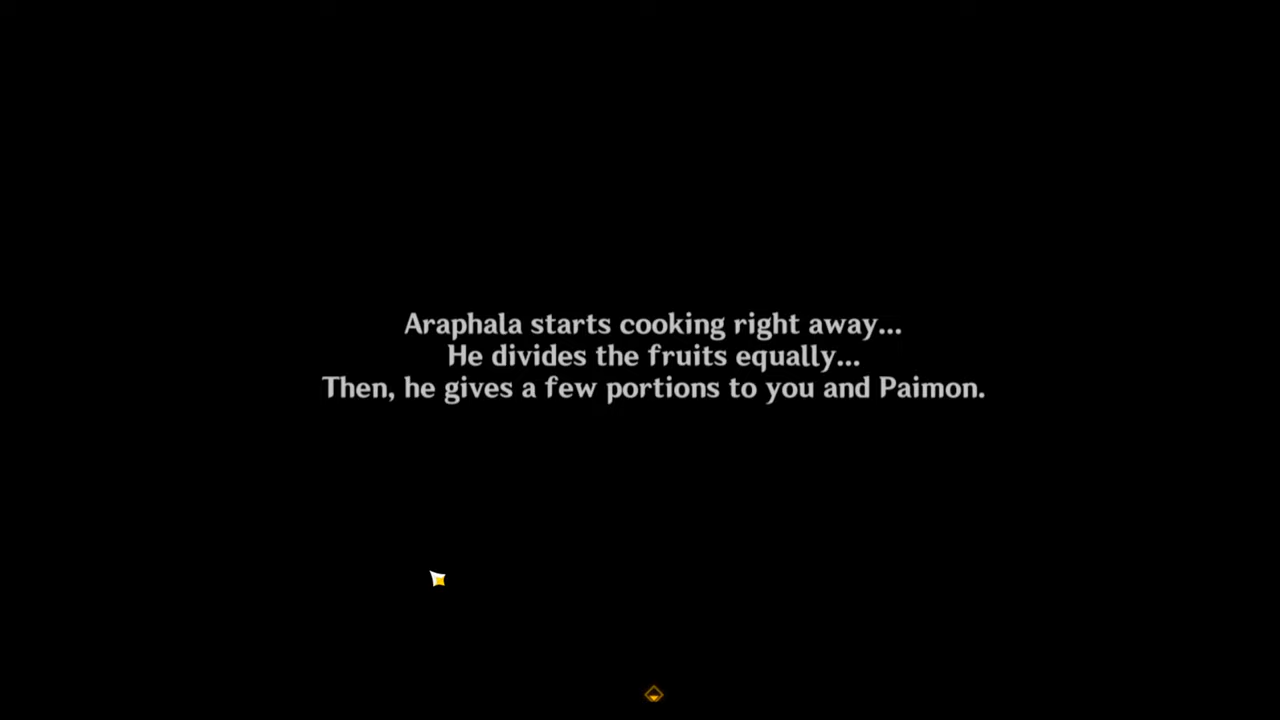 Araphala starts cooking right away...
He divides the fruits equally...
Then, he gives a few portions to you and Paimon.